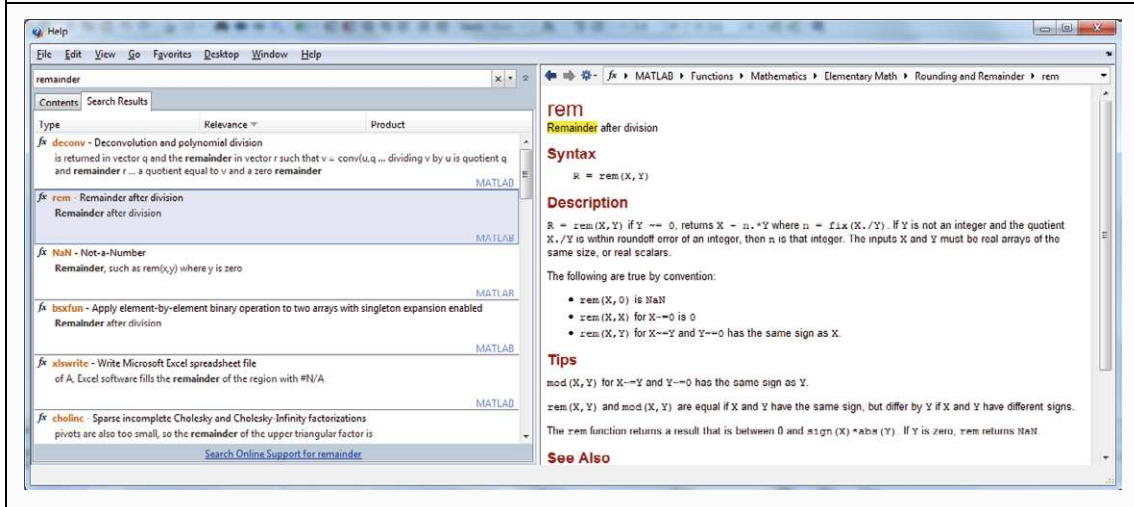 Help
File Edit View Go Favorites Desktop Window Help
remainder
Contents Search Results
Type Relevance Product
fx deconv - Deconvolution and polynomial division
is returned in vector q and the remainder in vector r such that v = conv(u,q ... dividing v by u is quotient q
and remainder r ... a quotient equal to v and a zero remainder
MATLAB
fx rem - Remainder after division
Remainder after division
MATLAB
fx NaN - Not-a-Number
Remainder, such as rem(x,y) where y is zero
MATLAB
fx bsxfun - Apply element-by-element binary operation to two arrays with singleton expansion enabled
Remainder after division
MATLAB
fx xlswrite - Write Microsoft Excel spreadsheet file
of A, Excel software fills the remainder of the region with #N/A
MATLAB
fx cholinc - Sparse incomplete Cholesky and Cholesky-Infinity factorizations
pivots are also too small, so the remainder of the upper triangular factor is
Search Online Support for remainder
fx ▸ MATLAB ▸ Functions ▸ Mathematics ▸ Elementary Math ▸ Rounding and Remainder ▸ rem
rem
Remainder after division
Syntax
R = rem(X,Y)
Description
R = rem(X,Y) if Y ~= 0, returns X - n.*Y where n = fix(X./Y). If Y is not an integer and the quotient
X./Y is within roundoff error of an integer, then n is that integer. The inputs X and Y must be real arrays of the
same size, or real scalars.
The following are true by convention:
• rem(X,0) is NaN
• rem(X,X) for X~=0 is 0
• rem(X,Y) for X~=Y and Y~=0 has the same sign as X.
Tips
mod(X,Y) for X~=Y and Y~=0 has the same sign as Y.
rem(X,Y) and mod(X,Y) are equal if X and Y have the same sign, but differ by Y if X and Y have different signs.
The rem function returns a result that is between 0 and sign(X)*abs(Y). If Y is zero, rem returns NaN.
See Also